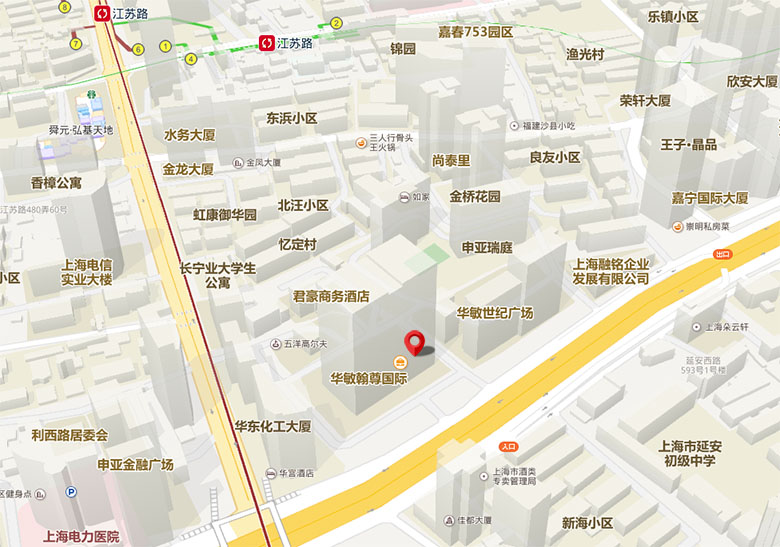 8
江苏路
乐镇小区
2
嘉春753园区
7
6
1
江苏路
4
锦园
渔光村
欣安大厦
荣轩大厦
东浜小区
舜元·弘基天地
水务大厦
三人行骨头
王火锅
福建沙县小吃
王子·晶品
金龙大厦
金凤大厦
尚泰里
良友小区
香樟公寓
如家
金桥花园
嘉宁国际大厦
江苏路480弄60号
虹康御华园
北汪小区
崇明私房菜
忆定村
申亚瑞庭
出口
上海电信
实业大楼
长宁业大学生
公寓
上海融铭企业
发展有限公司
小区
君豪商务酒店
华敏世纪广场
上海朵云轩
五洋高尔夫
延安西路
593号1号楼
华敏翰尊国际
利西路居委会
华东化工大厦
入口
上海市延安
初级中学
申亚金融广场
华宫酒店
上海市酒类
专卖管理局
区健身点
P
佳都大厦
新海小区
上海电力医院